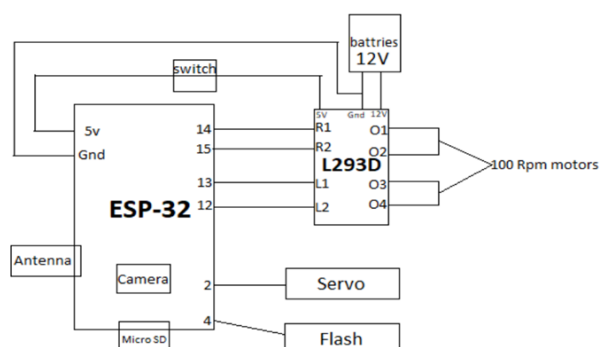 battries
12V
switch
5V Gnd 12V
5v
Gnd
14
15
13
12
2
4
R1
R2
L1
L2
L293D
O1
O2
O3
O4
100 Rpm motors
ESP-32
Antenna
Camera
Micro SD
Servo
Flash